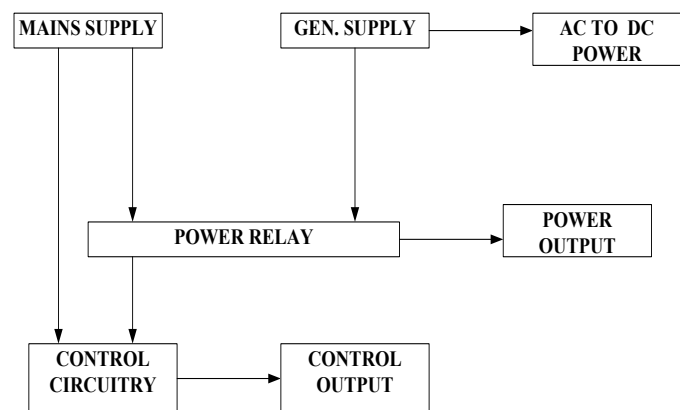 MAINS SUPPLY
GEN. SUPPLY
AC TO DC
POWER
POWER RELAY
POWER
OUTPUT
CONTROL
CIRCUITRY
CONTROL
OUTPUT